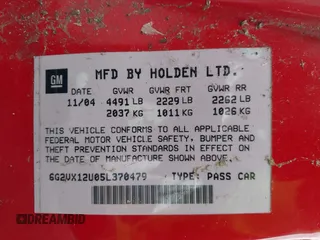 GM
MFD BY HOLDEN LTD.
DATE GVWR GVWR FRT GVWR RR
11/04 4491 LB 2229 LB 2262 LB
2037 KG 1011 KG 1026 KG
THIS VEHICLE CONFORMS TO ALL APPLICABLE
FEDERAL MOTOR VEHICLE SAFETY, BUMPER AND
THEFT PREVENTION STANDARDS IN EFFECT ON
THE DATE OF MANUFACTURE SHOWN ABOVE.
6G2VX12U05L370479 TYPE: PASS CAR
DREAMBID